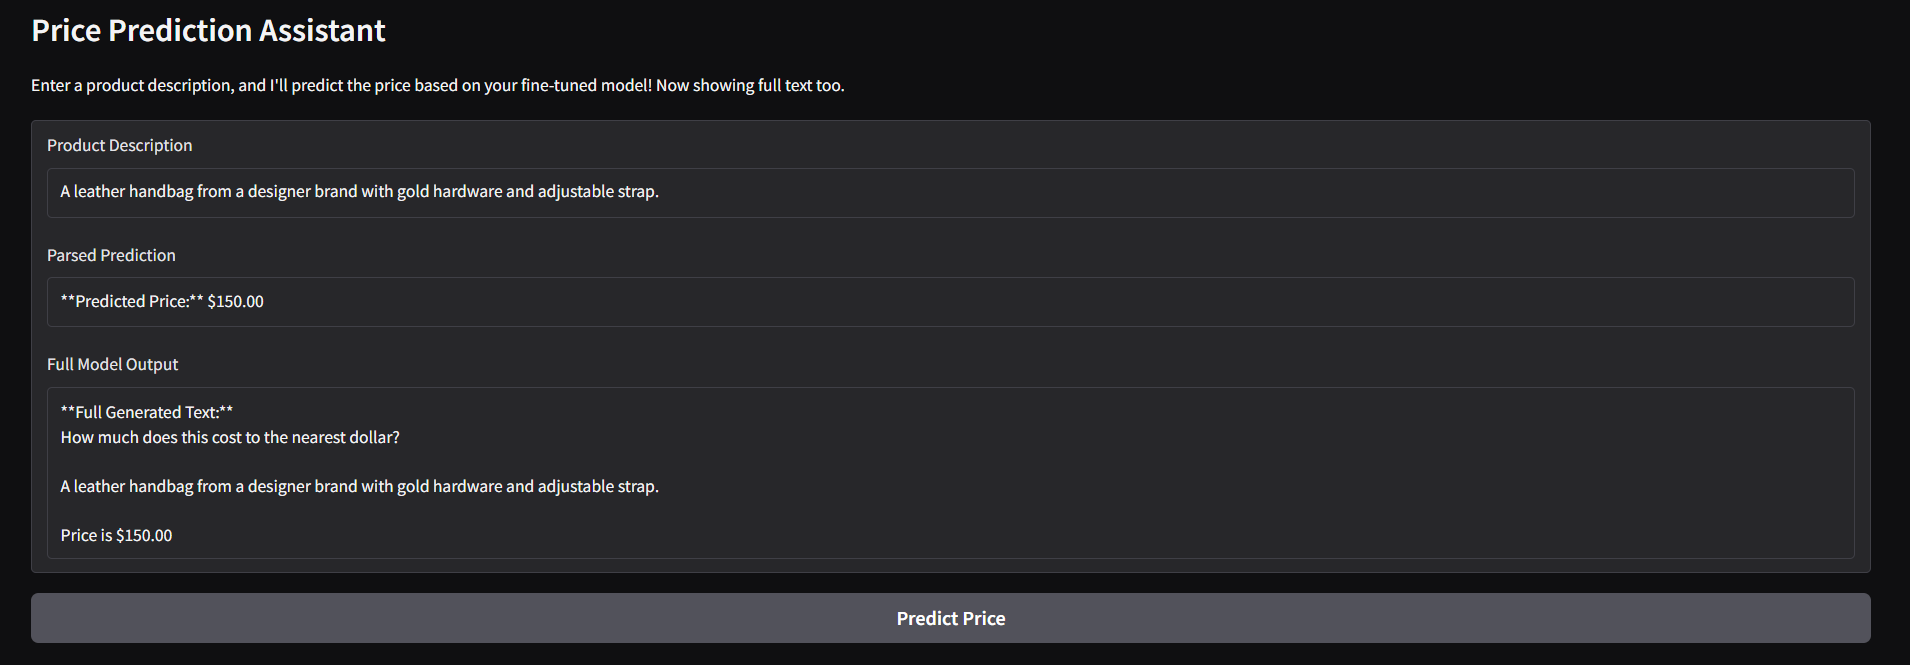 Price Prediction Assistant
Enter a product description, and I'll predict the price based on your fine-tuned model! Now showing full text too.
Product Description
A leather handbag from a designer brand with gold hardware and adjustable strap.
Parsed Prediction
**Predicted Price:** $150.00
Full Model Output
**Full Generated Text:**
How much does this cost to the nearest dollar?
A leather handbag from a designer brand with gold hardware and adjustable strap.
Price is $150.00
Predict Price